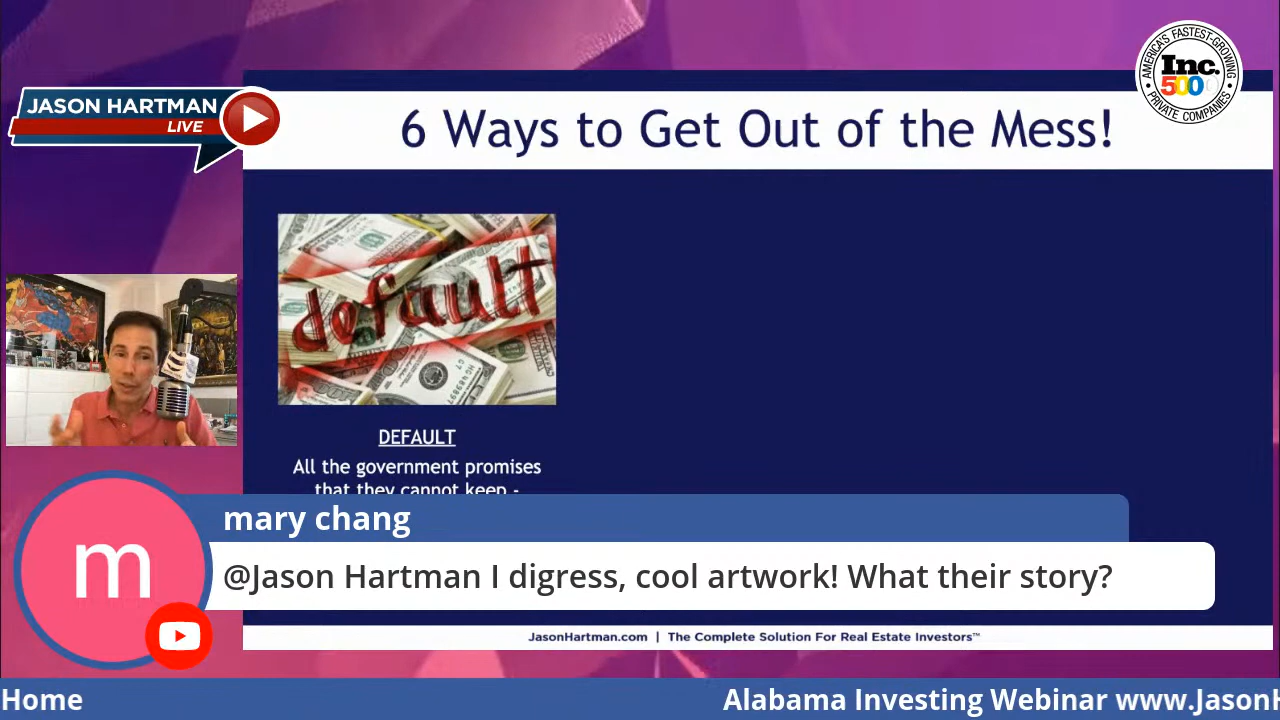 AMERICA'S FASTEST-GROWING
Inc.
500
PRIVATE COMPANIES
JASON HARTMAN
LIVE
6 Ways to Get Out of the Mess!
default
DEFAULT
All the government promises
that they cannot keep -
mary chang
m
@Jason Hartman I digress, cool artwork! What their story?
JasonHartman.com | The Complete Solution For Real Estate Investors™
Home
Alabama Investing Webinar www.JasonH